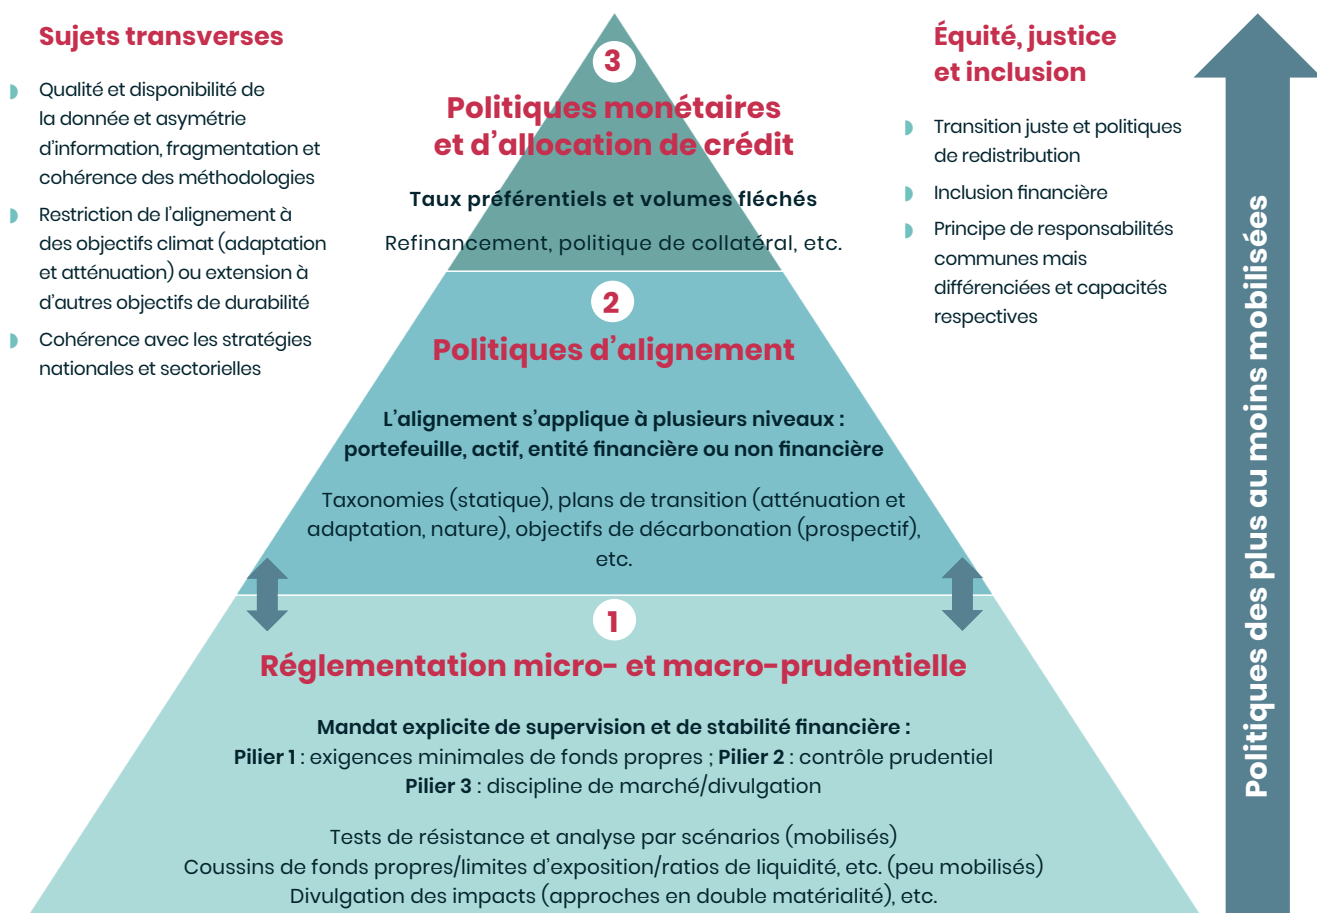 Sujets transverses
Qualité et disponibilité de
la donnée et asymétrie
d'information, fragmentation et
cohérence des méthodologies
Restriction de l'alignement à
des objectifs climat (adaptation
et atténuation) ou extension à
d'autres objectifs de durabilité
Cohérence avec les stratégies
nationales et sectorielles
3
Politiques monétaires
et d'allocation de crédit
Taux préférentiels et volumes fléchés
Refinancement, politique de collatéral, etc.
2
Politiques d'alignement
L'alignement s'applique à plusieurs niveaux :
portefeuille, actif, entité financière ou non financière
Taxonomies (statique), plans de transition (atténuation et
adaptation, nature), objectifs de décarbonation (prospectif),
etc.
1
Réglementation micro- et macro-prudentielle
Mandat explicite de supervision et de stabilité financière :
Pilier 1 : exigences minimales de fonds propres ; Pilier 2 : contrôle prudentiel
Pilier 3 : discipline de marché/divulgation
Tests de résistance et analyse par scénarios (mobilisés)
Coussins de fonds propres/limites d'exposition/ratios de liquidité, etc. (peu mobilisés)
Divulgation des impacts (approches en double matérialité), etc.
Équité, justice
et inclusion
Transition juste et politiques
de redistribution
Inclusion financière
Principe de responsabilités
communes mais
différenciées et capacités
respectives
Politiques des plus au moins mobilisées